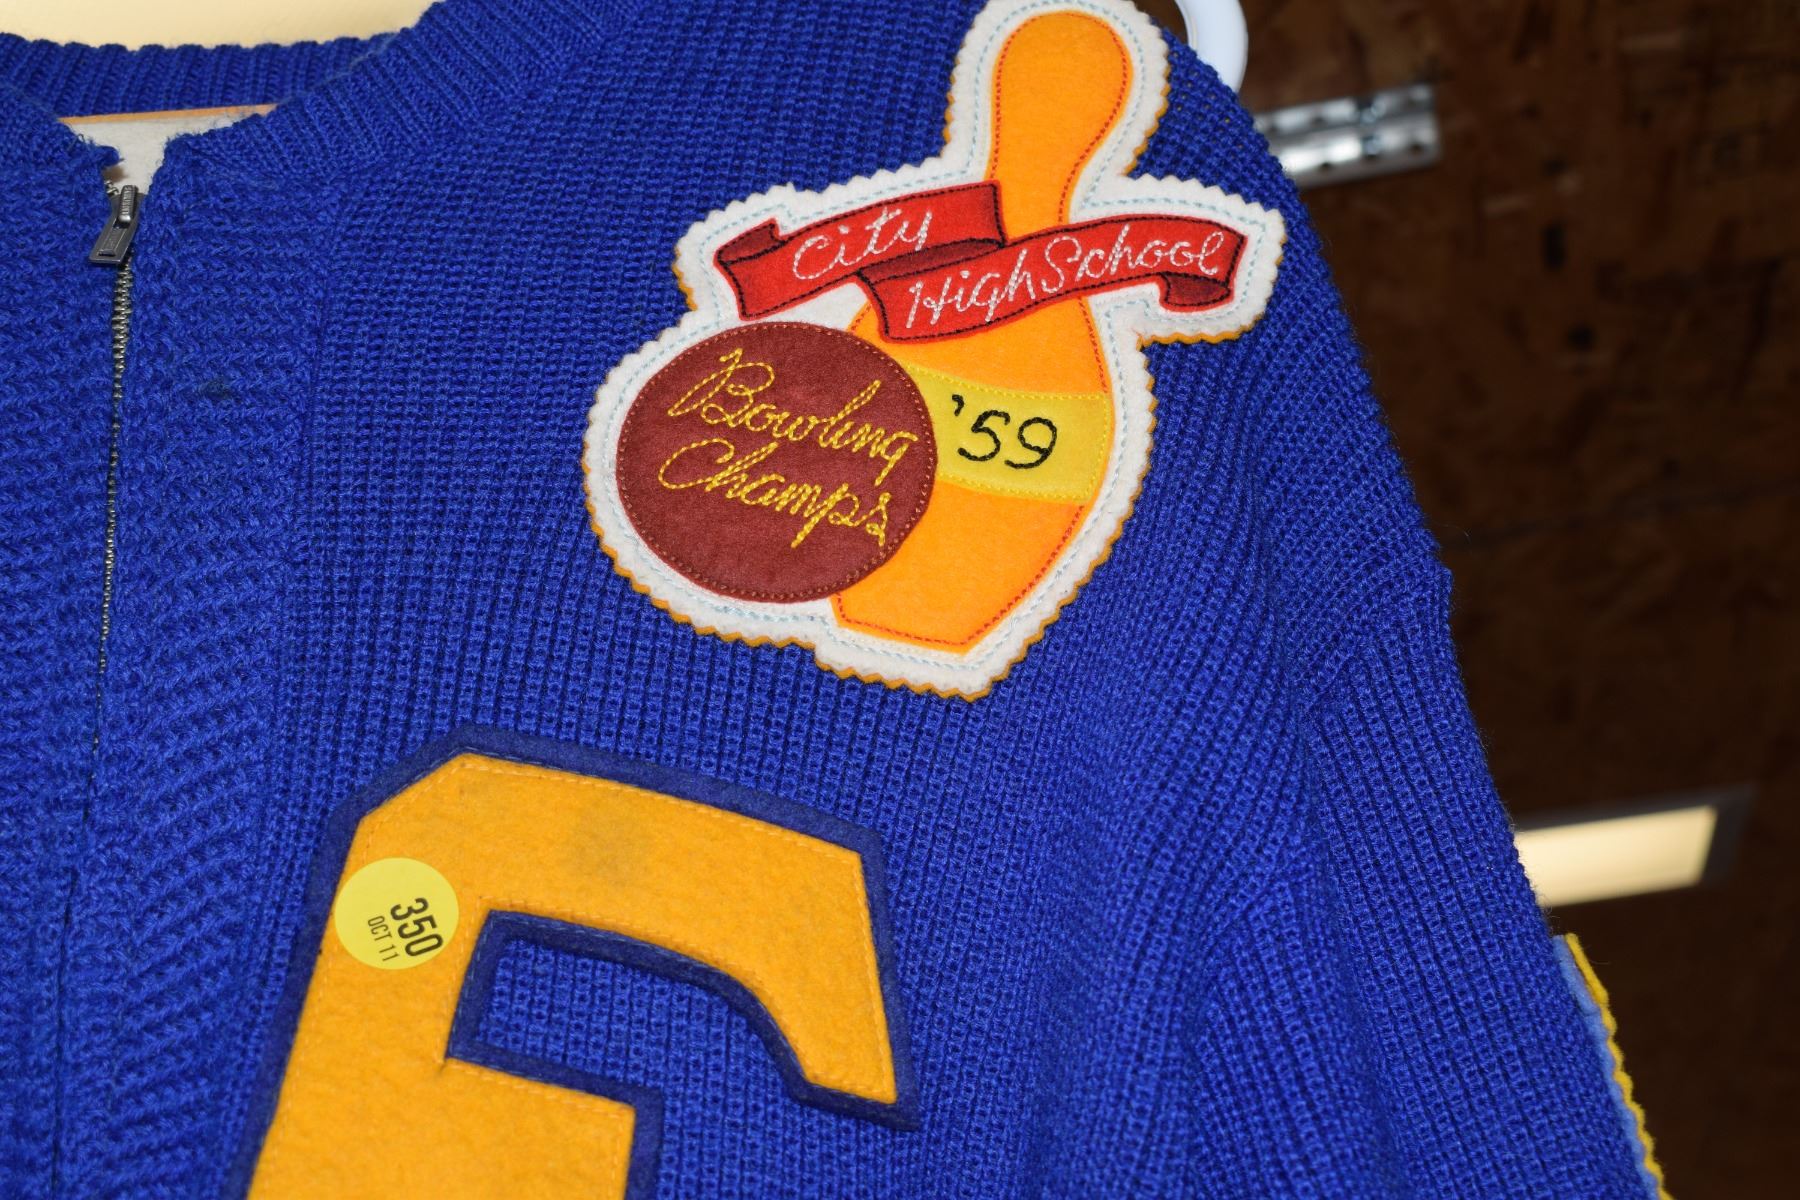 City
High School
'59
Bowling
Champs
350
OCT 11